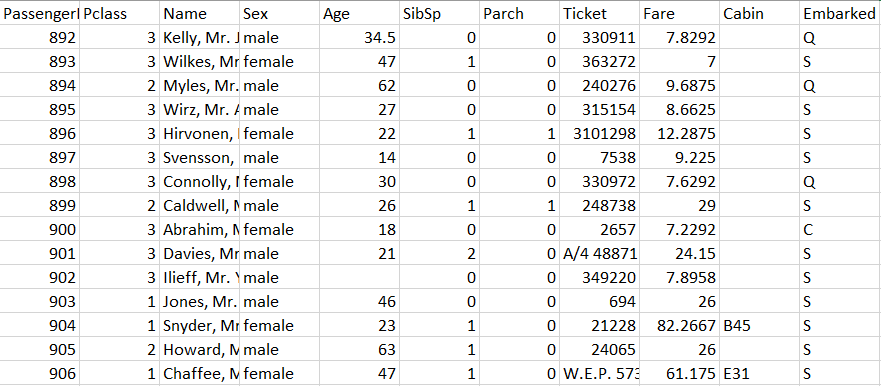 PassengerI Pclass Name Sex Age SibSp Parch Ticket Fare Cabin Embarked
892 3 Kelly, Mr. J male 34.5 0 0 330911 7.8292 Q
893 3 Wilkes, Mr female 47 1 0 363272 7 S
894 2 Myles, Mr. male 62 0 0 240276 9.6875 Q
895 3 Wirz, Mr. A male 27 0 0 315154 8.6625 S
896 3 Hirvonen, female 22 1 1 3101298 12.2875 S
897 3 Svensson, male 14 0 0 7538 9.225 S
898 3 Connolly, female 30 0 0 330972 7.6292 Q
899 2 Caldwell, M male 26 1 1 248738 29 S
900 3 Abrahim, M female 18 0 0 2657 7.2292 C
901 3 Davies, Mr male 21 2 0 A/4 48871 24.15 S
902 3 Ilieff, Mr. Y male 0 0 349220 7.8958 S
903 1 Jones, Mr. male 46 0 0 694 26 S
904 1 Snyder, Mr female 23 1 0 21228 82.2667 B45 S
905 2 Howard, M male 63 1 0 24065 26 S
906 1 Chaffee, M female 47 1 0 W.E.P. 573 61.175 E31 S